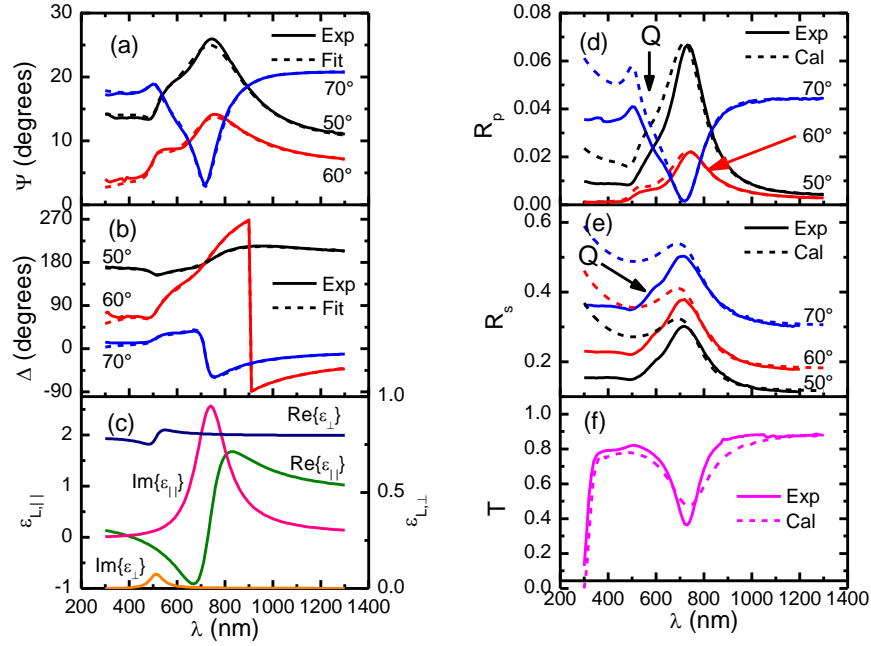 (a)
Exp
Fit
70°
50°
60°
30
20
10
0
Ψ (degrees)
(b)
50°
60°
70°
Exp
Fit
270
180
90
0
-90
Δ (degrees)
(c)
Re{ε⊥}
Re{ε||}
Im{ε||}
Im{ε⊥}
2
1
0
-1
εL,||
1.0
0.5
0.0
εL,⊥
200 400 600 800 1000 1200 1400
λ (nm)
(d)
Q
Exp
Cal
70°
60°
50°
0.08
0.06
0.04
0.02
0.00
Rp
(e)
Q
Exp
Cal
70°
60°
50°
0.6
0.4
0.2
Rs
(f)
Exp
Cal
1.0
0.8
0.6
0.4
0.2
0.0
T
200 400 600 800 1000 1200 1400
λ (nm)